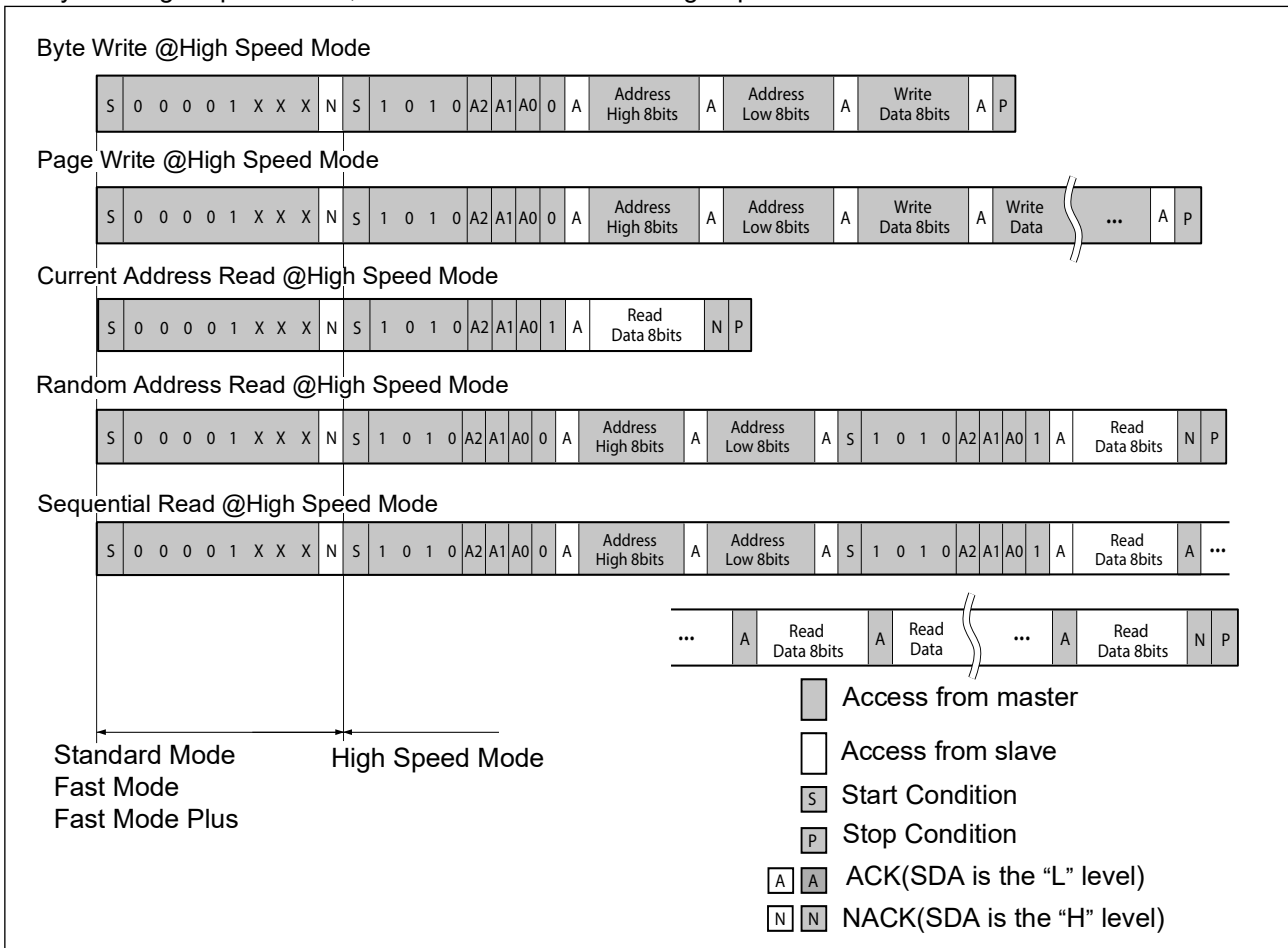 Byte Write @High Speed Mode
S 0 0 0 0 1 X X X N S 1 0 1 0 A2 A1 A0 0 A Address High 8bits A Address Low 8bits A Write Data 8bits A P
Page Write @High Speed Mode
S 0 0 0 0 1 X X X N S 1 0 1 0 A2 A1 A0 0 A Address High 8bits A Address Low 8bits A Write Data 8bits A Write Data ... A P
Current Address Read @High Speed Mode
S 0 0 0 0 1 X X X N S 1 0 1 0 A2 A1 A0 1 A Read Data 8bits N P
Random Address Read @High Speed Mode
S 0 0 0 0 1 X X X N S 1 0 1 0 A2 A1 A0 0 A Address High 8bits A Address Low 8bits A S 1 0 1 0 A2 A1 A0 1 A Read Data 8bits N P
Sequential Read @High Speed Mode
S 0 0 0 0 1 X X X N S 1 0 1 0 A2 A1 A0 0 A Address High 8bits A Address Low 8bits A S 1 0 1 0 A2 A1 A0 1 A Read Data 8bits A ...
... A Read Data 8bits A Read Data ... A Read Data 8bits N P
Access from master
Standard Mode High Speed Mode
Access from slave
Fast Mode
S Start Condition
Fast Mode Plus
P Stop Condition
A A ACK(SDA is the “L” level)
N N NACK(SDA is the “H” level)